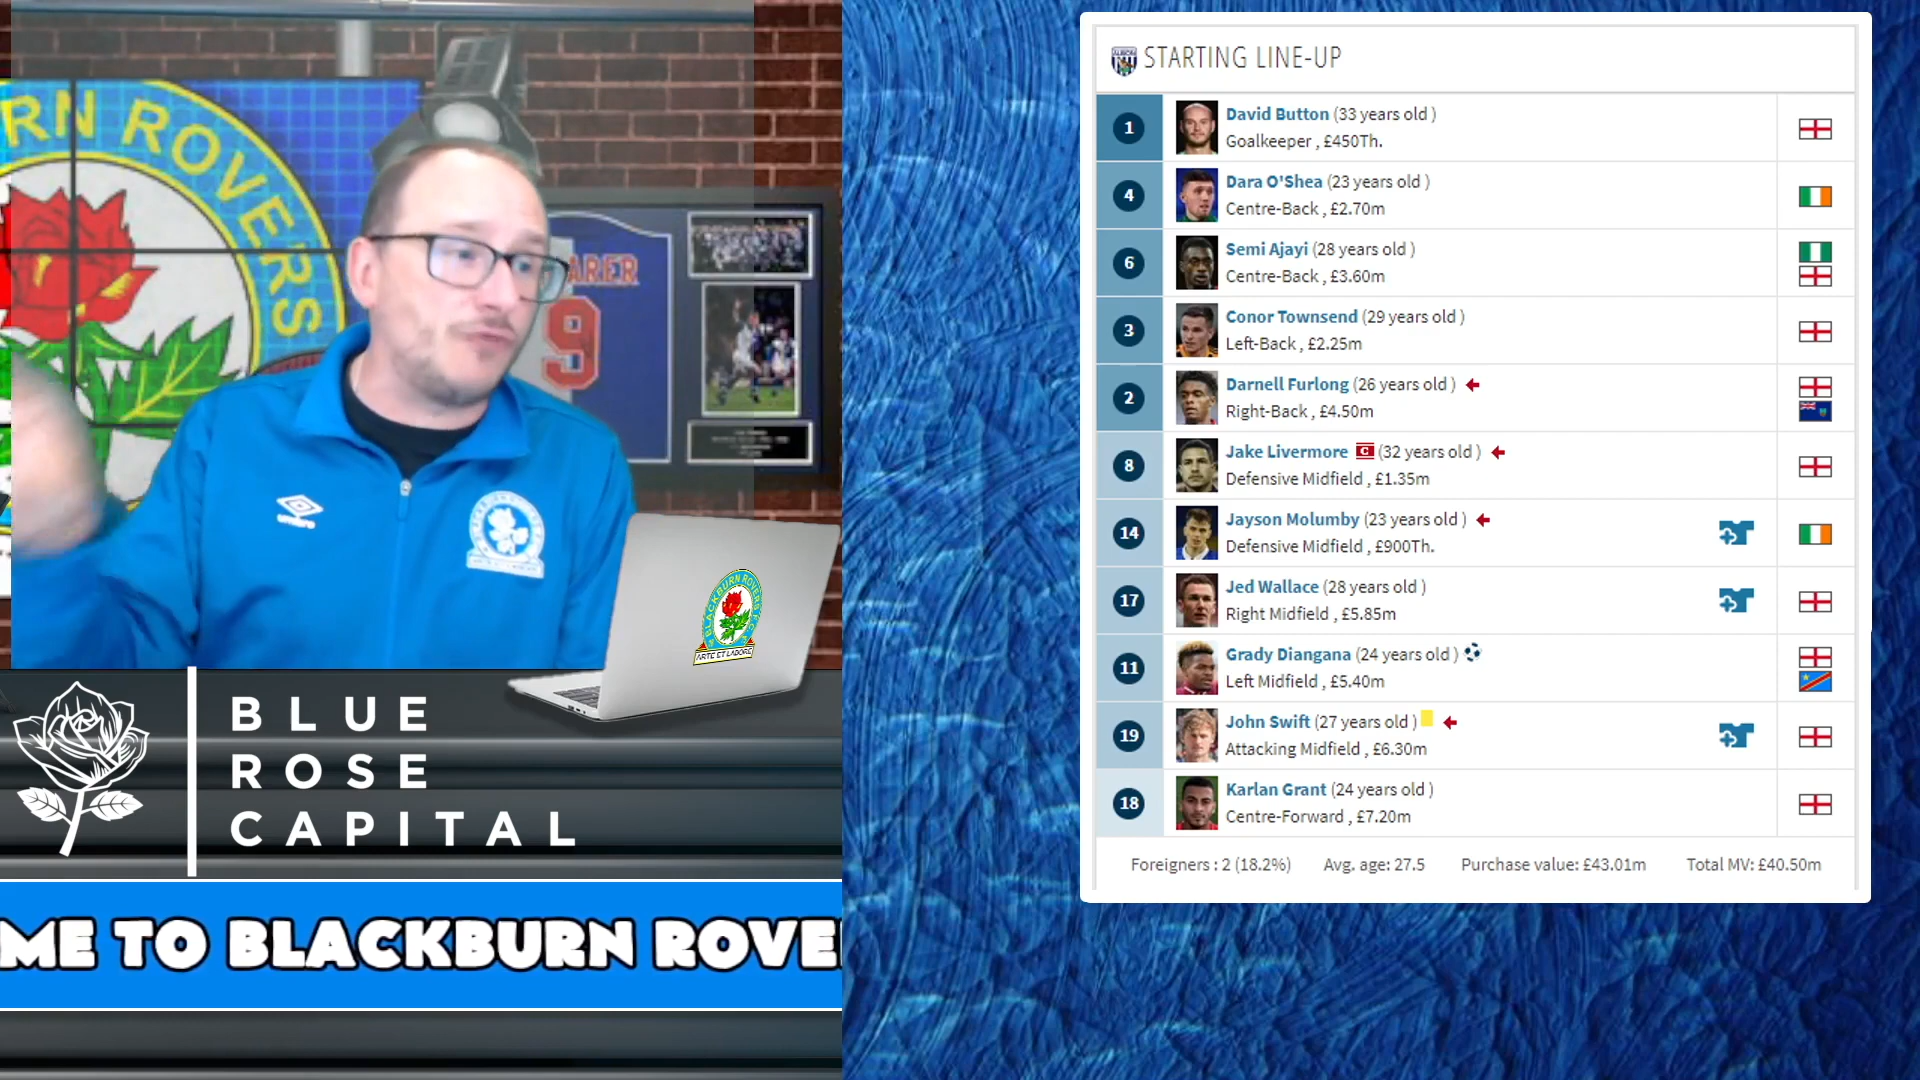 RN ROVERS
ARER
9
umbro
BLACKBURN ROVERS F.C.
ARTE ET LABORE
BLUE
ROSE
CAPITAL
ME TO BLACKBURN ROVE
STARTING LINE-UP
1
David Button (33 years old )
Goalkeeper , £450Th.
4
Dara O'Shea (23 years old )
Centre-Back , £2.70m
6
Semi Ajayi (28 years old )
Centre-Back , £3.60m
3
Conor Townsend (29 years old )
Left-Back , £2.25m
2
Darnell Furlong (26 years old )
Right-Back , £4.50m
8
Jake Livermore C (32 years old )
Defensive Midfield , £1.35m
14
Jayson Molumby (23 years old )
Defensive Midfield , £900Th.
17
Jed Wallace (28 years old )
Right Midfield , £5.85m
11
Grady Diangana (24 years old )
Left Midfield , £5.40m
19
John Swift (27 years old )
Attacking Midfield , £6.30m
18
Karlan Grant (24 years old )
Centre-Forward , £7.20m
Foreigners : 2 (18.2%) Avg. age: 27.5 Purchase value: £43.01m Total MV: £40.50m